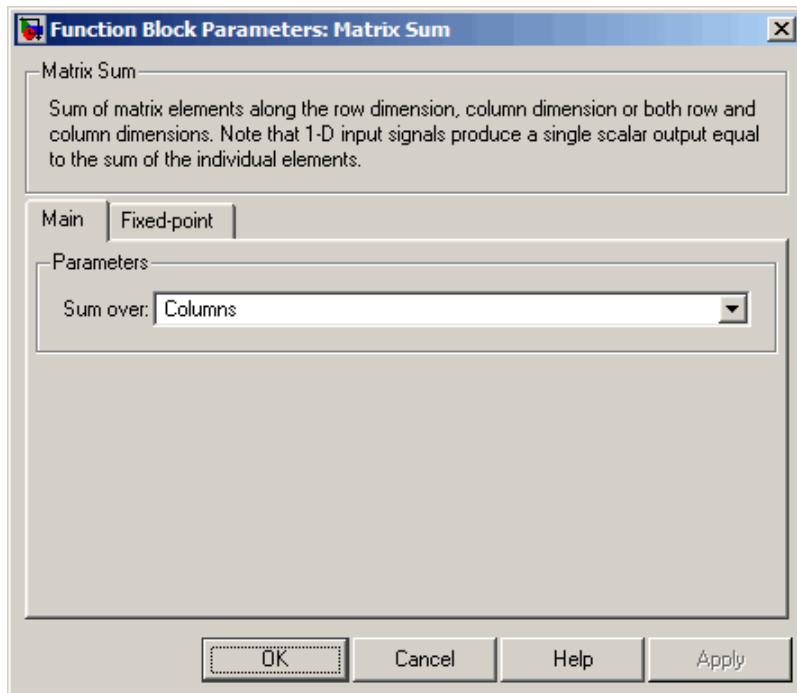 Function Block Parameters: Matrix Sum
Matrix Sum
Sum of matrix elements along the row dimension, column dimension or both row and
column dimensions. Note that 1-D input signals produce a single scalar output equal
to the sum of the individual elements.
Main Fixed-point
Parameters
Sum over: Columns
OK Cancel Help Apply